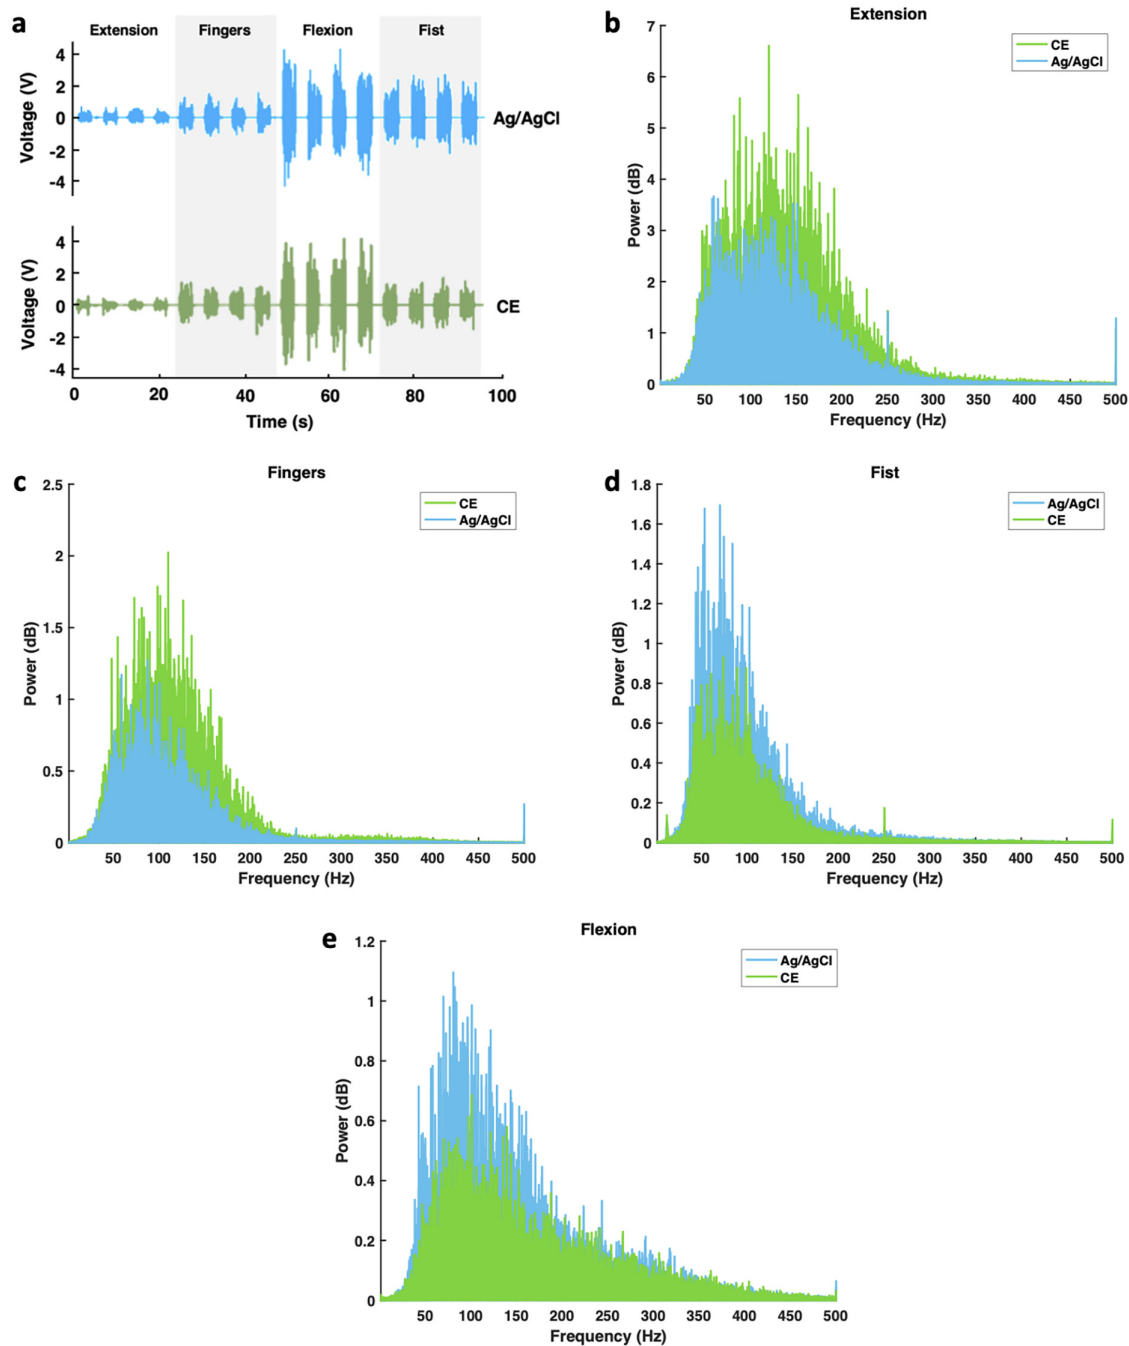 a
Extension Fingers Flexion Fist
4
2
0
-2
-4
Voltage (V)
Ag/AgCl
4
2
0
-2
-4
Voltage (V)
CE
0 20 40 60 80 100
Time (s)
b
Extension
CE
Ag/AgCl
7
6
5
4
3
2
1
0
Power (dB)
50 100 150 200 250 300 350 400 450 500
Frequency (Hz)
c
Fingers
CE
Ag/AgCl
2.5
2
1.5
1
0.5
0
Power (dB)
50 100 150 200 250 300 350 400 450 500
Frequency (Hz)
d
Fist
Ag/AgCl
CE
1.8
1.6
1.4
1.2
1
0.8
0.6
0.4
0.2
0
Power (dB)
50 100 150 200 250 300 350 400 450 500
Frequency (Hz)
e
Flexion
Ag/AgCl
CE
1.2
1
0.8
0.6
0.4
0.2
0
Power (dB)
50 100 150 200 250 300 350 400 450 500
Frequency (Hz)